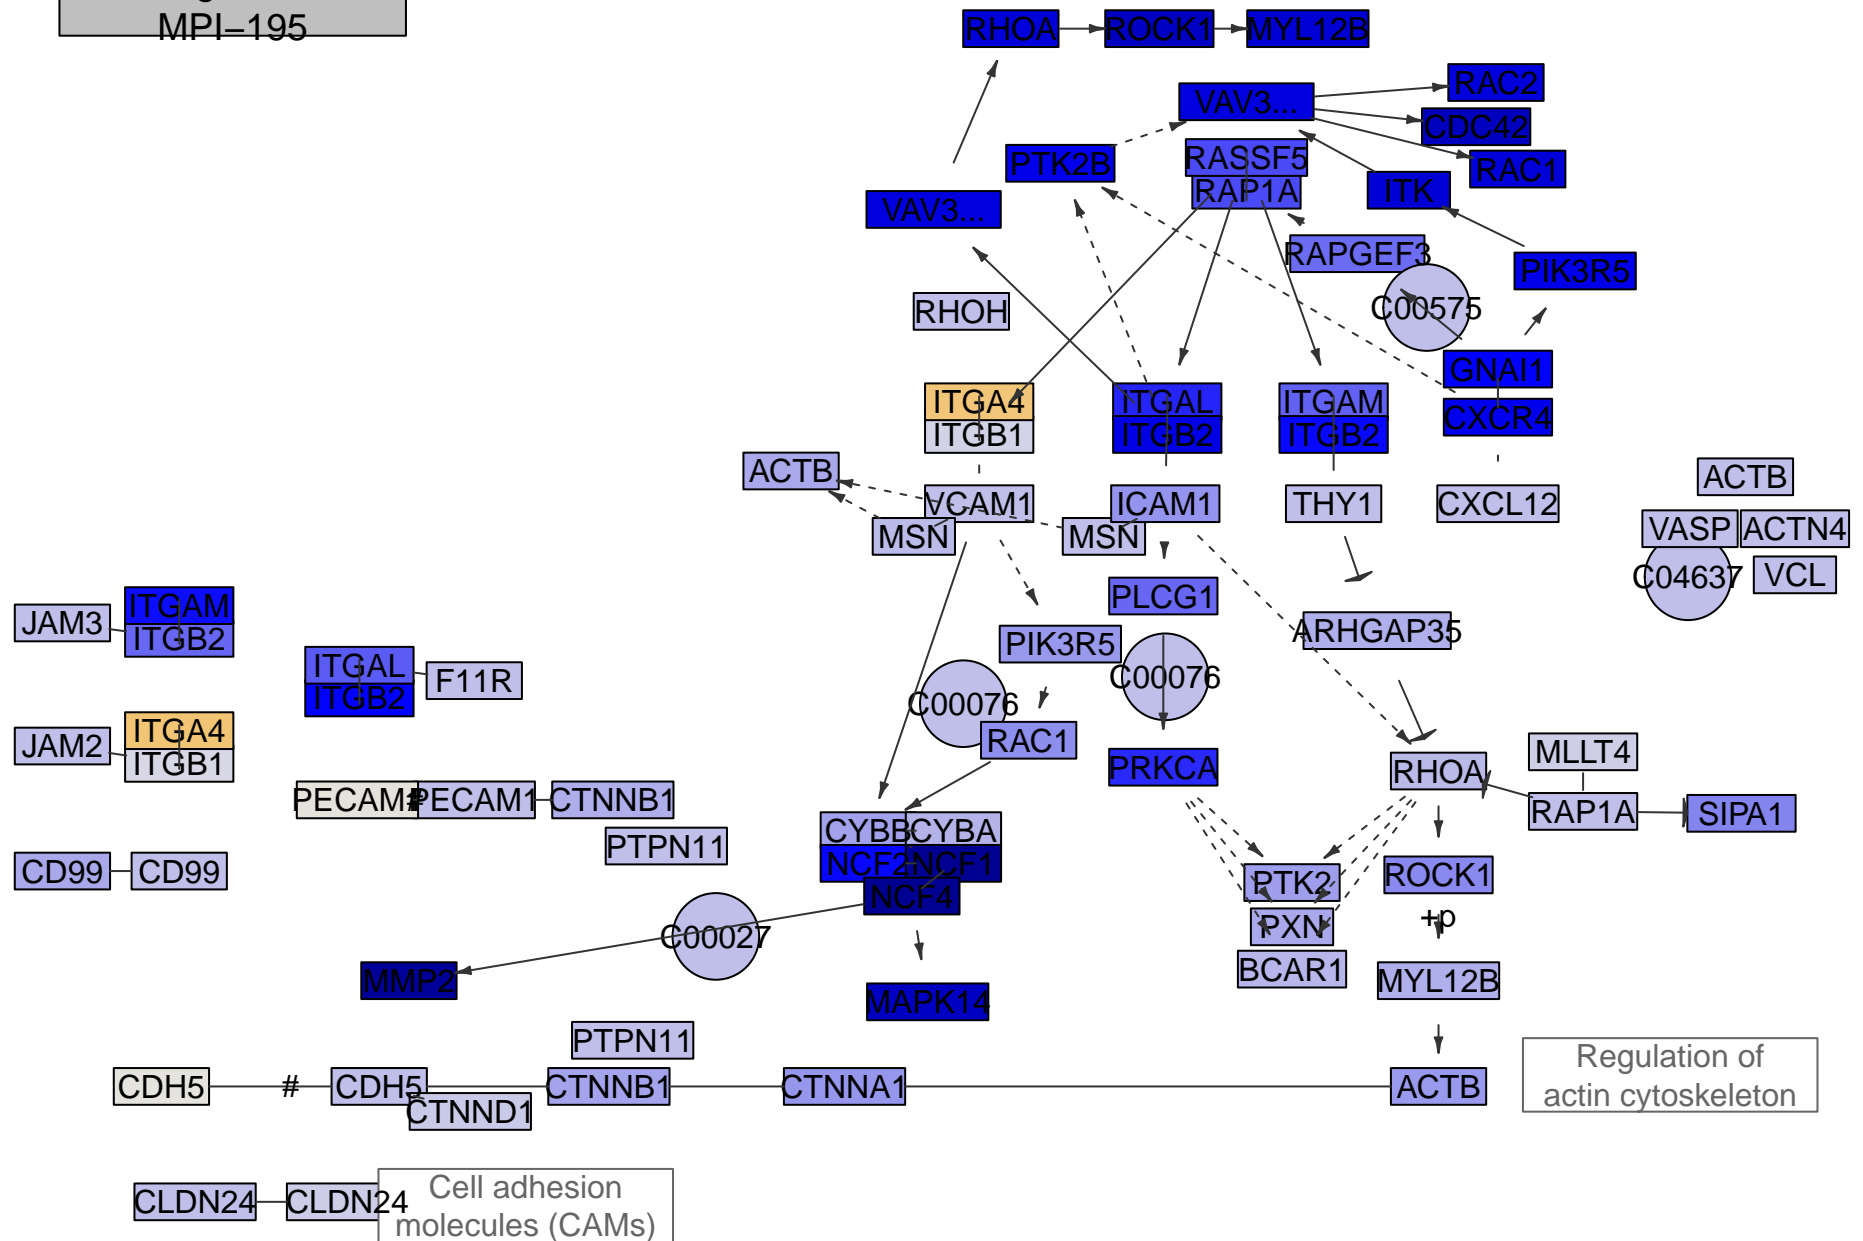 MPI−195
RHOA
ROCK1
MYL12B
RAC2
VAV3...
CDC42
RASSF5
PTK2B
RAC1
RAP1A
ITK
VAV3...
RAPGEF3
PIK3R5
C00575
RHOH
GNAI1
ITGA4
ITGAL
ITGAM
CXCR4
ITGB1
ITGB2
ITGB2
ACTB
ACTB
VCAM1
ICAM1
THY1
CXCL12
MSN
MSN
VASP
ACTN4
C04637
VCL
PLCG1
ITGAM
JAM3
ITGB2
ARHGAP35
PIK3R5
ITGAL
F11R
C00076
ITGB2
C00076
ITGA4
RAC1
JAM2
MLLT4
ITGB1
PRKCA
RHOA
PECAM1
#
PECAM1
CTNNB1
RAP1A
SIPA1
CYBB
CYBA
PTPN11
NCF2
NCF1
CD99
CD99
PTK2
ROCK1
NCF4
+p
PXN
C00027
BCAR1
MMP2
MYL12B
MAPK14
PTPN11
Regulation of
actin cytoskeleton
CDH5
#
CDH5
CTNNB1
CTNNA1
ACTB
CTNND1
CLDN24
CLDN24
Cell adhesion
molecules (CAMs)